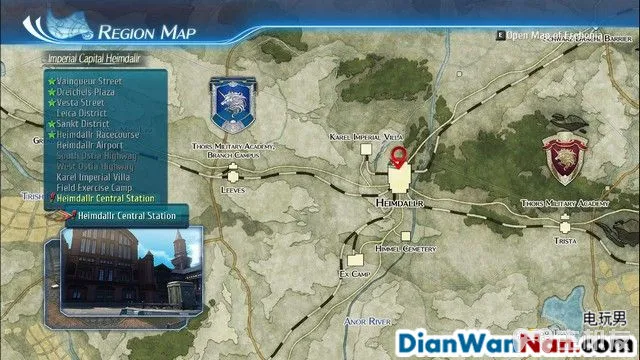 REGION MAP
E Open Map of Erebonia
Imperial Capital Heimdallr
Vainqueur Street
Dreichels Plaza
Vesta Street
Leica District
Sankt District
Heimdallr Racecourse
Heimdallr Airport
South Ostia Highway
West Ostia Highway
Karel Imperial Villa
Field Exercise Camp
Heimdallr Central Station
Heimdallr Central Station
THORS MILITARY ACADEMY,
BRANCH CAMPUS
LEEVES
KAREL IMPERIAL VILLA
HEIMDALLR
THORS MILITARY ACADEMY
TRISTA
HIMMEL CEMETERY
EX CAMP
ANOR RIVER
电玩男
DianWanNan.com